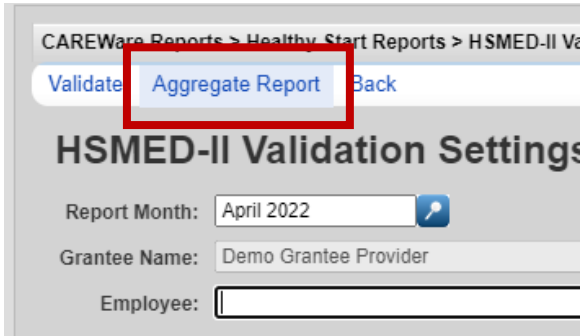 CAREWare Reports > Healthy Start Reports > HSMED-II Va
Validate Aggregate Report Back
HSMED-II Validation Settings
Report Month: April 2022
Grantee Name: Demo Grantee Provider
Employee: